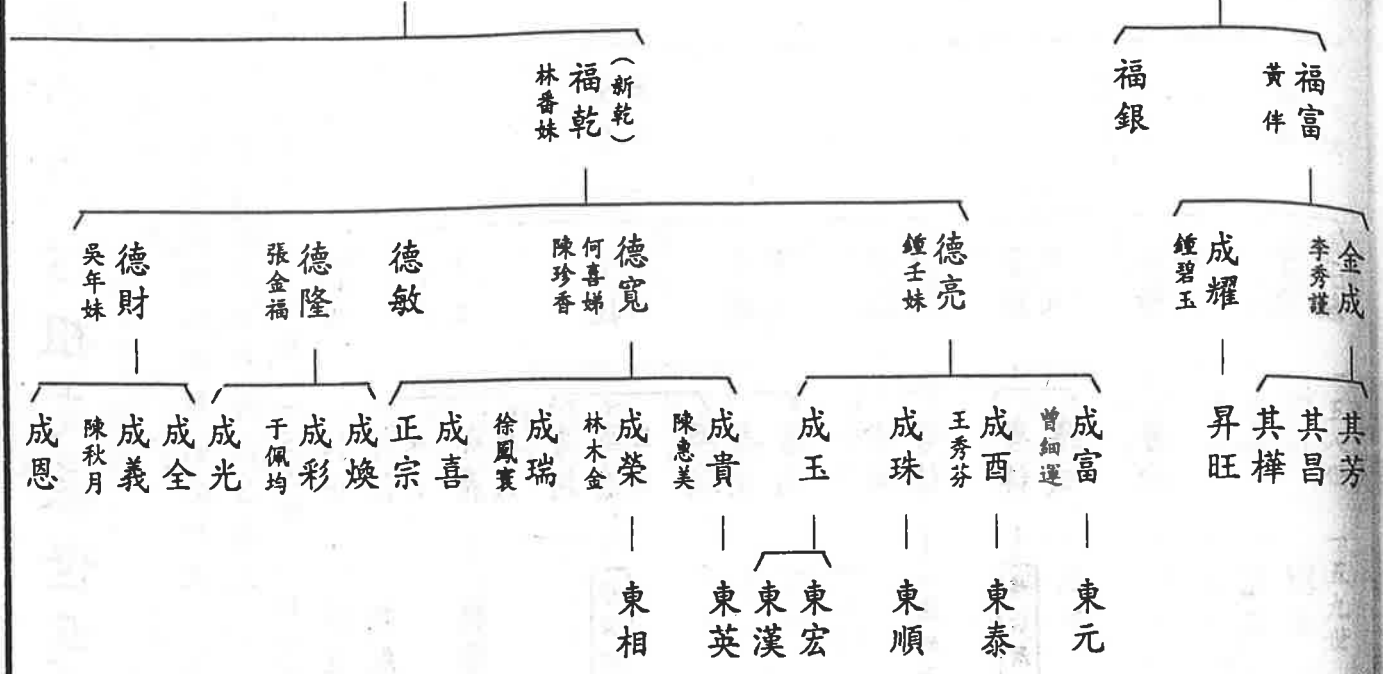 福富
黃伴
福銀
（新乾）
福乾
林番妹
金成
李秀謹
成耀
鍾碧玉
德亮
鍾壬妹
德寬
何喜娣
陳珍香
德敏
德隆
張金福
德財
吳年妹
其芳
其昌
其樺
昇旺
成富
曾細運
成酉
王秀芬
成珠
成玉
成貴
陳惠美
成榮
林木金
成瑞
徐鳳寰
成喜
正宗
成煥
成彩
于佩均
成光
成全
成義
陳秋月
成恩
東元
東泰
東順
東宏
東漢
東英
東相